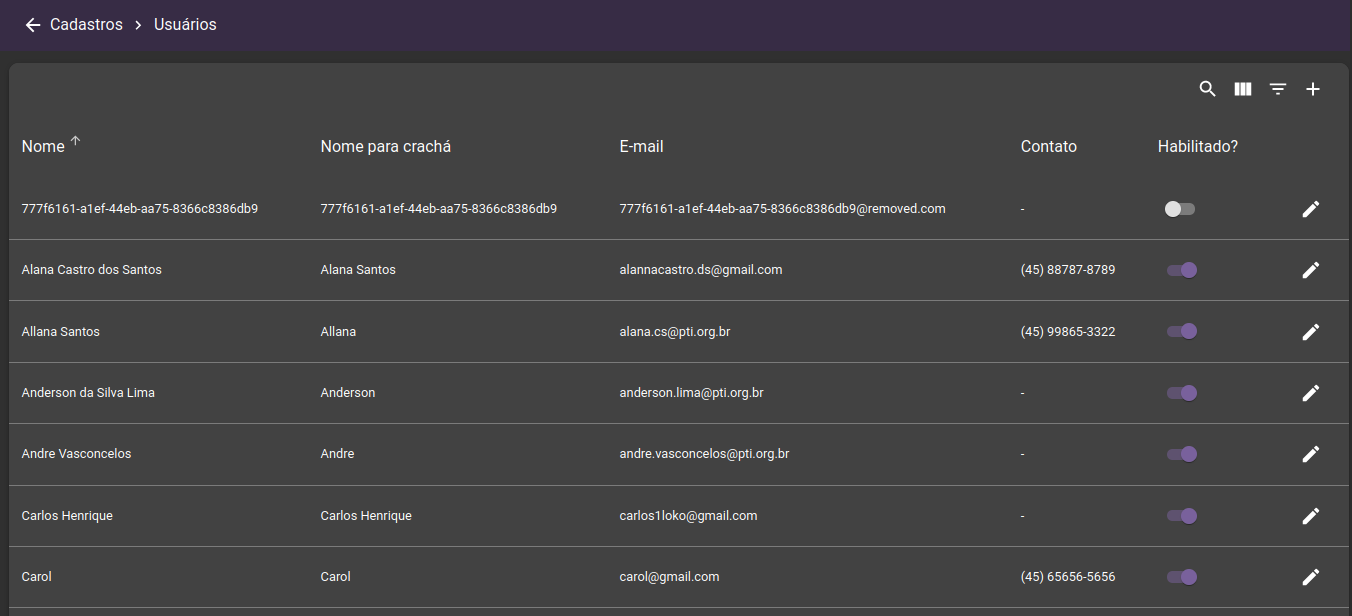 Cadastros > Usuários
Nome Nome para crachá E-mail Contato Habilitado?
777f6161-a1ef-44eb-aa75-8366c8386db9 777f6161-a1ef-44eb-aa75-8366c8386db9 777f6161-a1ef-44eb-aa75-8366c8386db9@removed.com -
Alana Castro dos Santos Alana Santos alannacastro.ds@gmail.com (45) 88787-8789
Allana Santos Allana alana.cs@pti.org.br (45) 99865-3322
Anderson da Silva Lima Anderson anderson.lima@pti.org.br -
Andre Vasconcelos Andre andre.vasconcelos@pti.org.br -
Carlos Henrique Carlos Henrique carlos1loko@gmail.com -
Carol Carol carol@gmail.com (45) 65656-5656